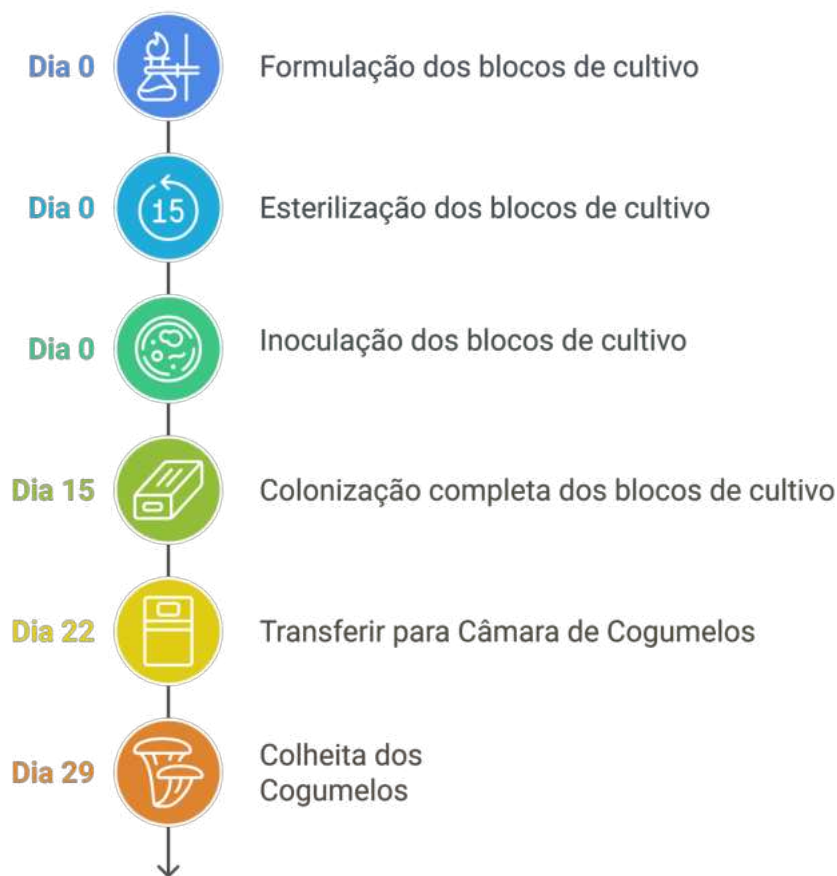 Dia 0
Formulação dos blocos de cultivo
Dia 0
15
Esterilização dos blocos de cultivo
Dia 0
Inoculação dos blocos de cultivo
Dia 15
Colonização completa dos blocos de cultivo
Dia 22
Transferir para Câmara de Cogumelos
Dia 29
Colheita dos
Cogumelos